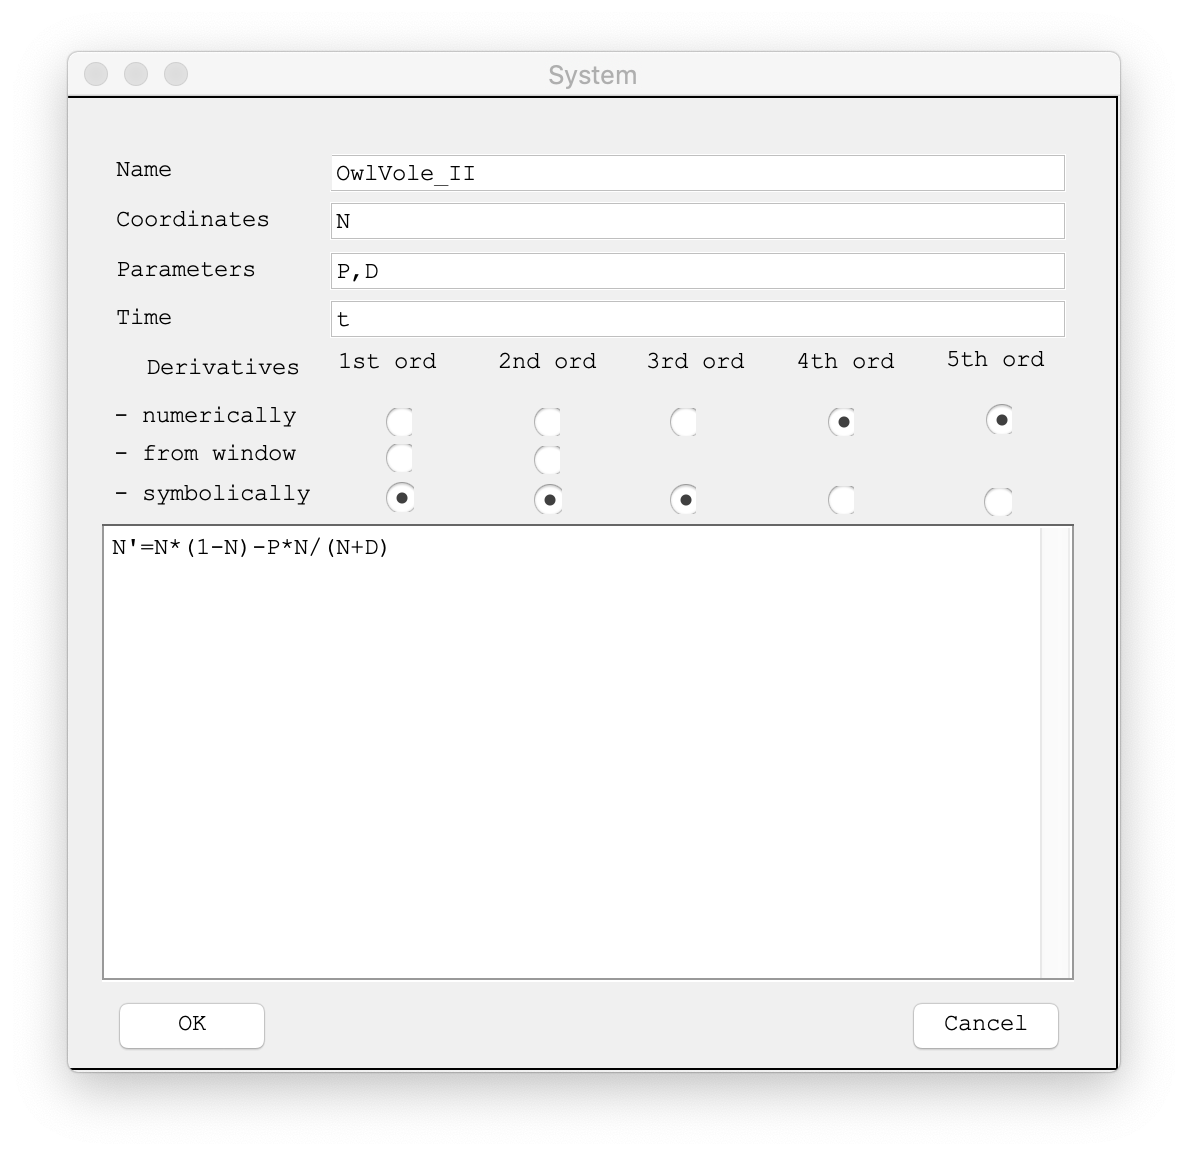 System
Name OwlVole_II
Coordinates N
Parameters P,D
Time t
Derivatives 1st ord 2nd ord 3rd ord 4th ord 5th ord
- numerically
- from window
- symbolically
N'=N*(1-N)-P*N/(N+D)
OK Cancel